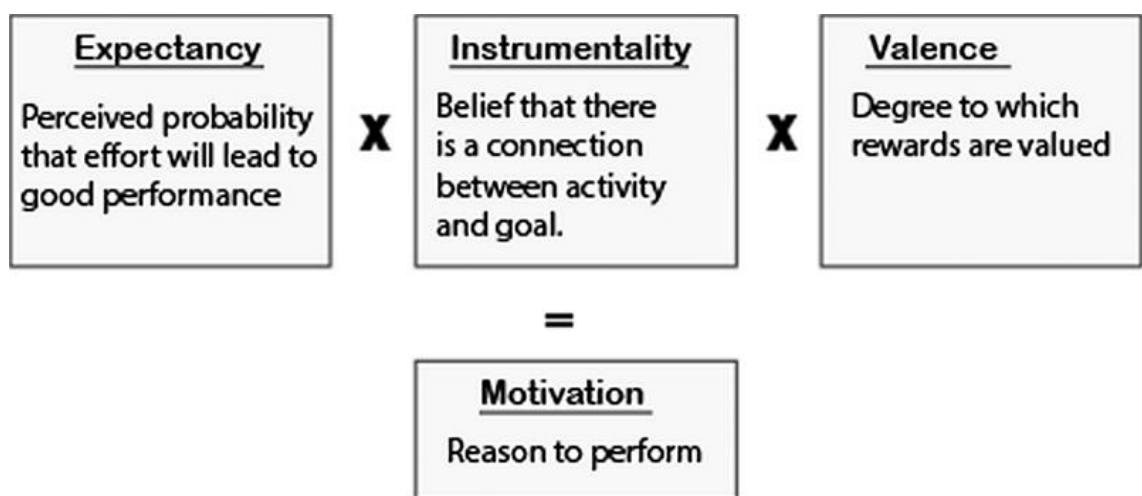 Expectancy
Perceived probability
that effort will lead to
good performance
X
Instrumentality
Belief that there
is a connection
between activity
and goal.
X
Valence
Degree to which
rewards are valued
=
Motivation
Reason to perform